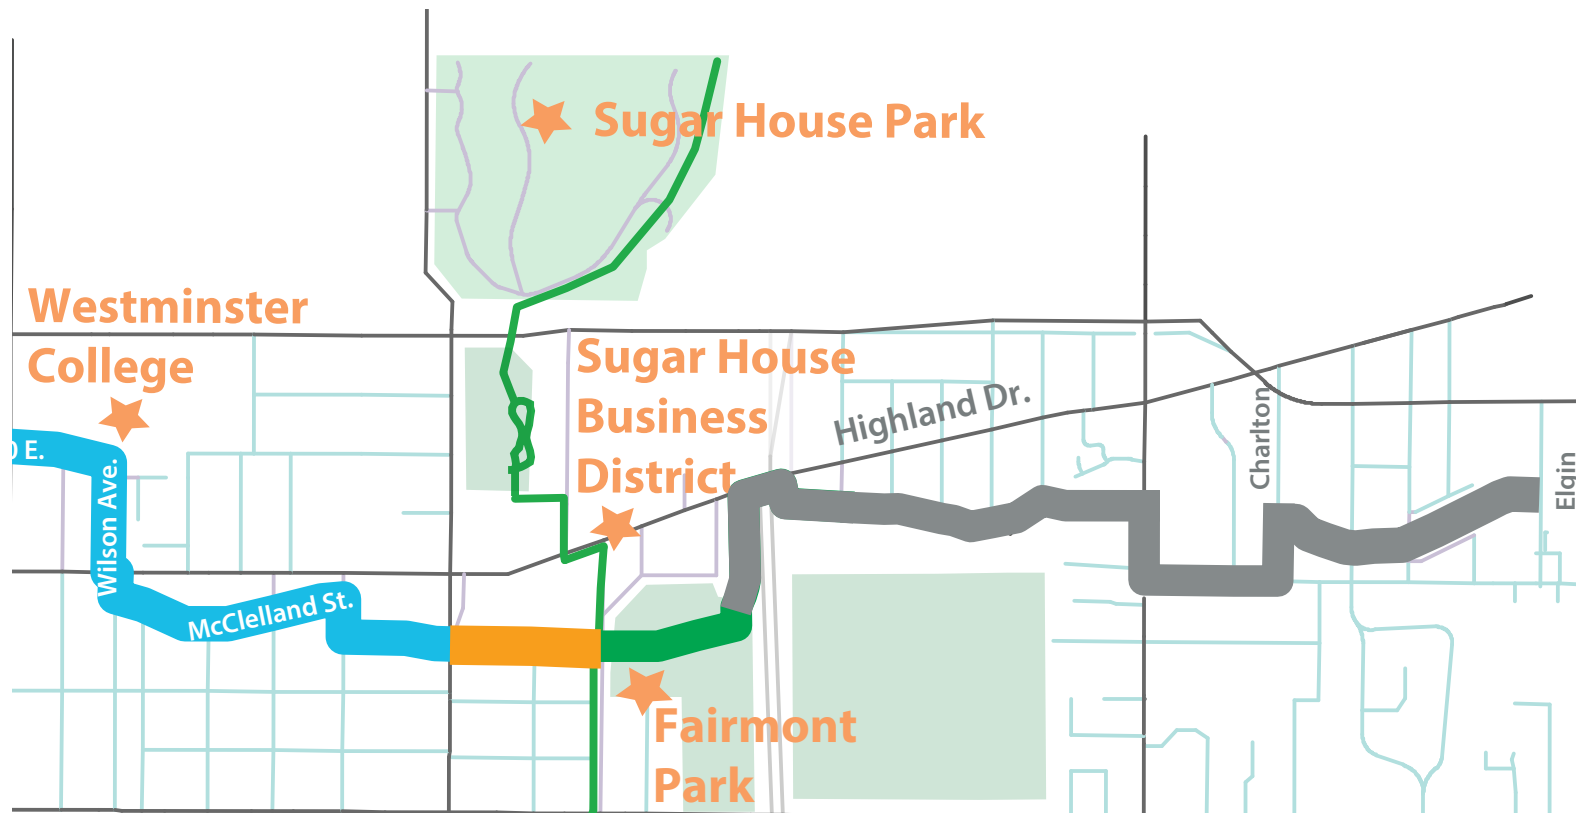 Sugar House Park
Westminster
College
Sugar House
Business
District
Highland Dr.
Charlton
Elgin
E.
Wilson Ave.
McClelland St.
Fairmont
Park